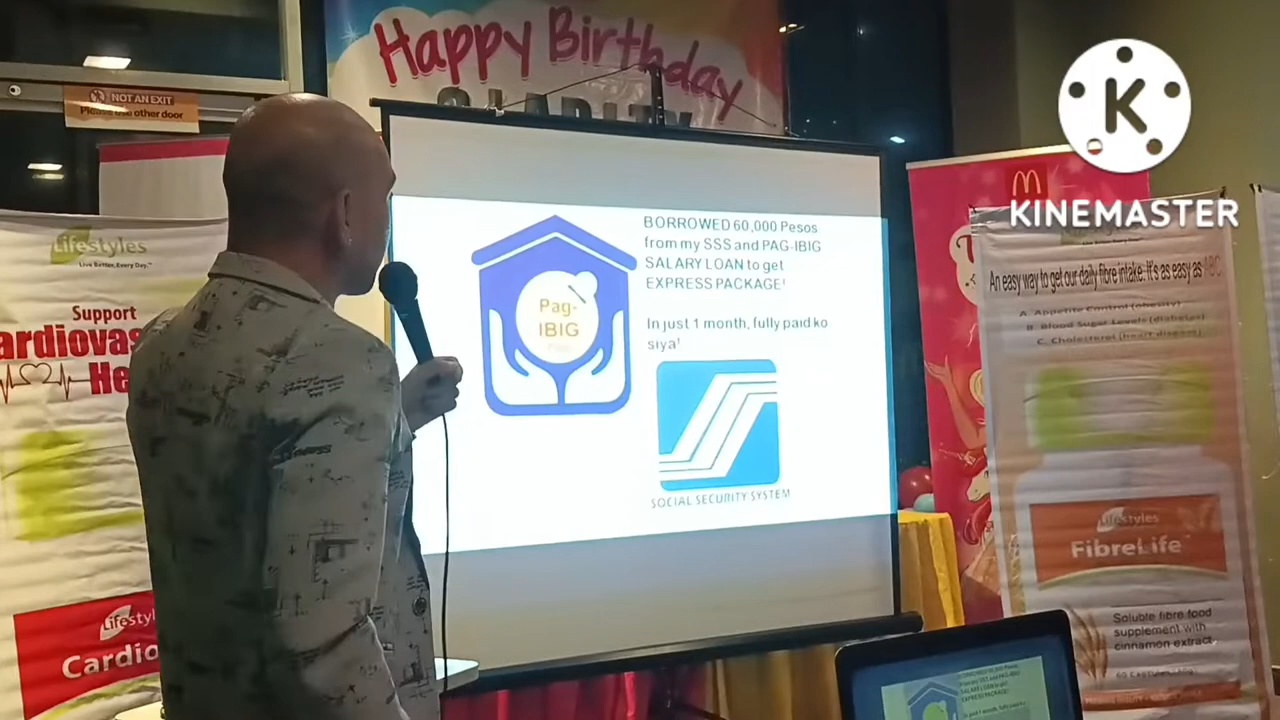 Happy Birthday
NOT AN EXIT
Please use other door
K
KINEMASTER
Lifestyles
Live Better, Every Day.™
Support
Cardiovas
He
Lifesty
Cardio
BORROWED 60,000 Pesos
from my SSS and PAG-IBIG
SALARY LOAN to get
EXPRESS PACKAGE!
In just 1 month, fully paid ko
siya!
Pag-
IBIG
SOCIAL SECURITY SYSTEM
An easy way to get our daily fibre intake. It's as easy as ABC.
A. Appetite Control (obesity)
B. Blood Sugar Levels (diabetes)
C. Cholesterol (heart disease)
Lifestyles
FibreLife
Soluble fibre food
supplement with
cinnamon extract